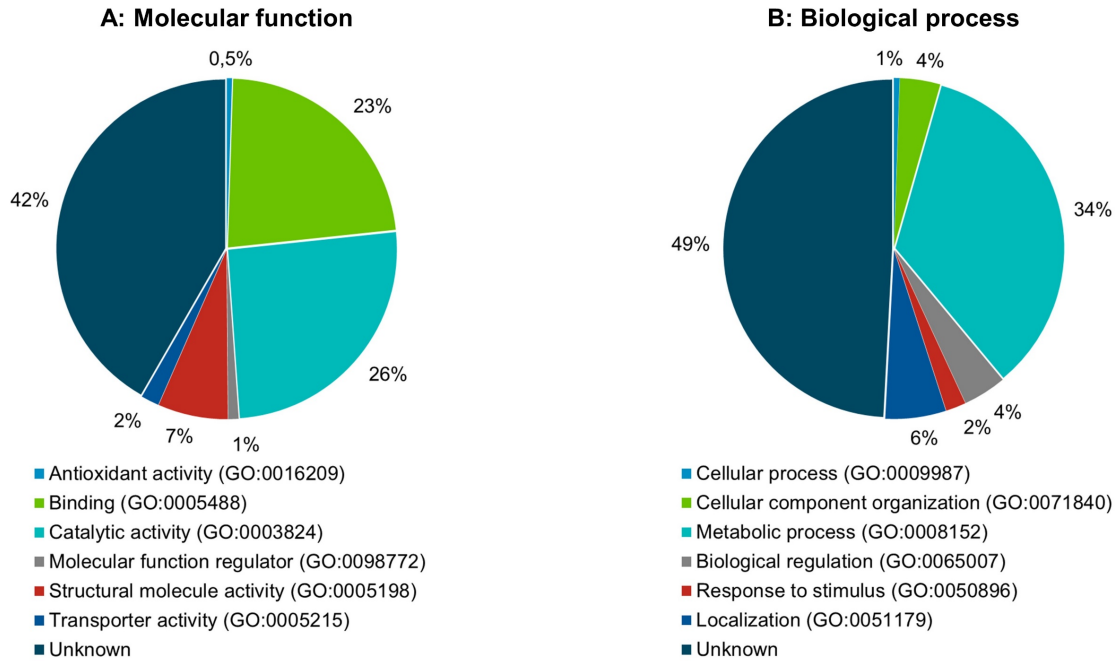 A: Molecular function
0,5%
23%
42%
26%
2%
7%
1%
Antioxidant activity (GO:0016209)
Binding (GO:0005488)
Catalytic activity (GO:0003824)
Molecular function regulator (GO:0098772)
Structural molecule activity (GO:0005198)
Transporter activity (GO:0005215)
Unknown
B: Biological process
1%
4%
34%
49%
4%
2%
6%
Cellular process (GO:0009987)
Cellular component organization (GO:0071840)
Metabolic process (GO:0008152)
Biological regulation (GO:0065007)
Response to stimulus (GO:0050896)
Localization (GO:0051179)
Unknown